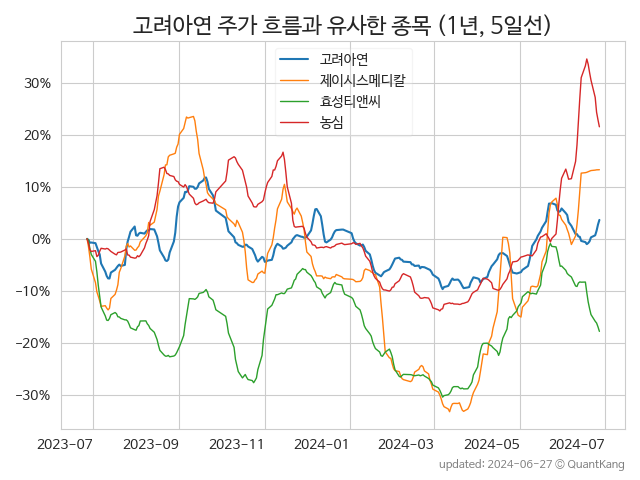 고려아연 주가 흐름과 유사한 종목 (1년, 5일선)
고려아연
제이시스메디칼
효성티앤씨
농심
30%
20%
10%
0%
−10%
−20%
−30%
2023-07
2023-09
2023-11
2024-01
2024-03
2024-05
2024-07
updated: 2024-06-27 © QuantKang